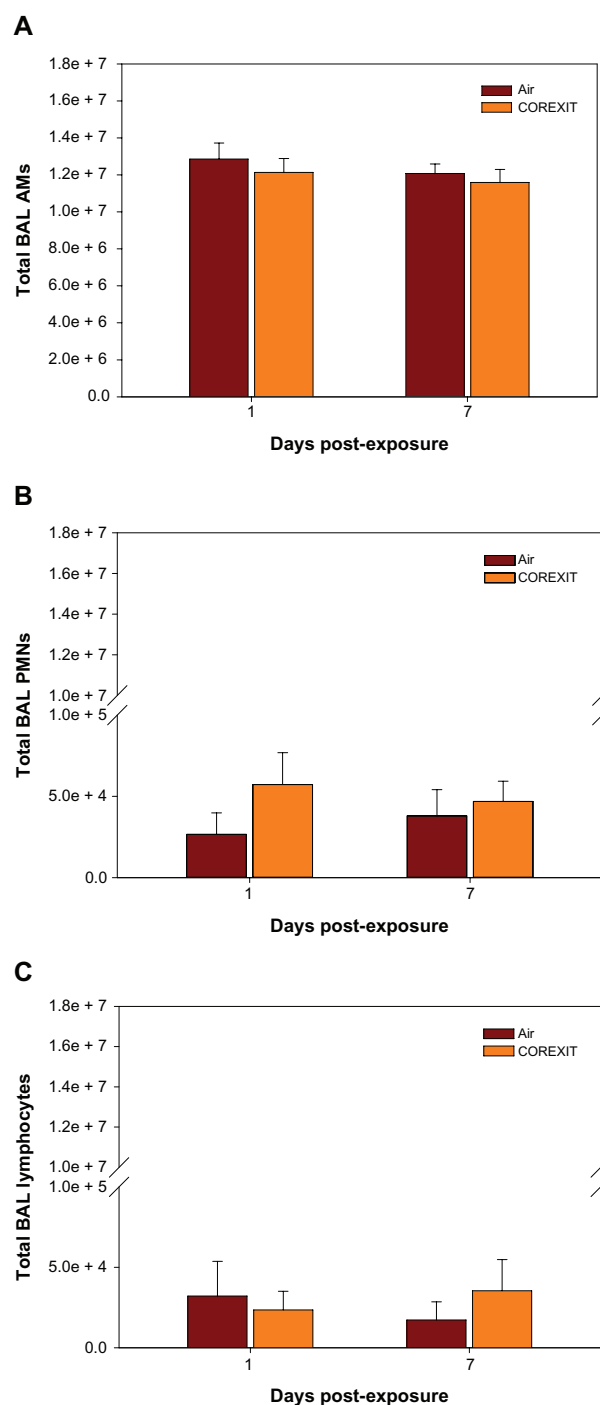 A
Total BAL AMs
1.8e + 7
1.6e + 7
1.4e + 7
1.2e + 7
1.0e + 7
8.0e + 6
6.0e + 6
4.0e + 6
2.0e + 6
0.0
Air
COREXIT
1 7
Days post-exposure
B
Total BAL PMNs
1.8e + 7
1.6e + 7
1.4e + 7
1.2e + 7
1.0e + 7
1.0e + 5
5.0e + 4
0.0
Air
COREXIT
1 7
Days post-exposure
C
Total BAL lymphocytes
1.8e + 7
1.6e + 7
1.4e + 7
1.2e + 7
1.0e + 7
1.0e + 5
5.0e + 4
0.0
Air
COREXIT
1 7
Days post-exposure